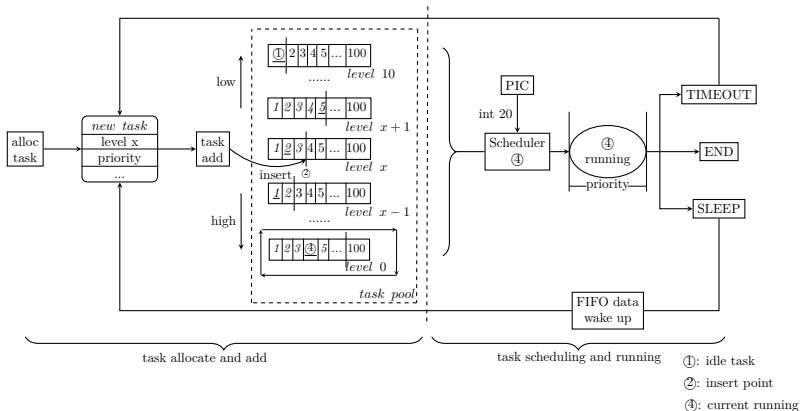 alloc
task
new task
level x
priority
...
task
add
low
high
① 2 3 4 5 ... 100
level 10
......
1 2 3 4 5 ... 100
level x + 1
1 2 3 4 5 ... 100
level x
insert ②
1 2 3 4 5 ... 100
level x − 1
......
1 2 3 ④ 5 ... 100
level 0
task pool
PIC
int 20
Scheduler
④
④
running
priority
TIMEOUT
END
SLEEP
FIFO data
wake up
task allocate and add
task scheduling and running
①: idle task
②: insert point
④: current running